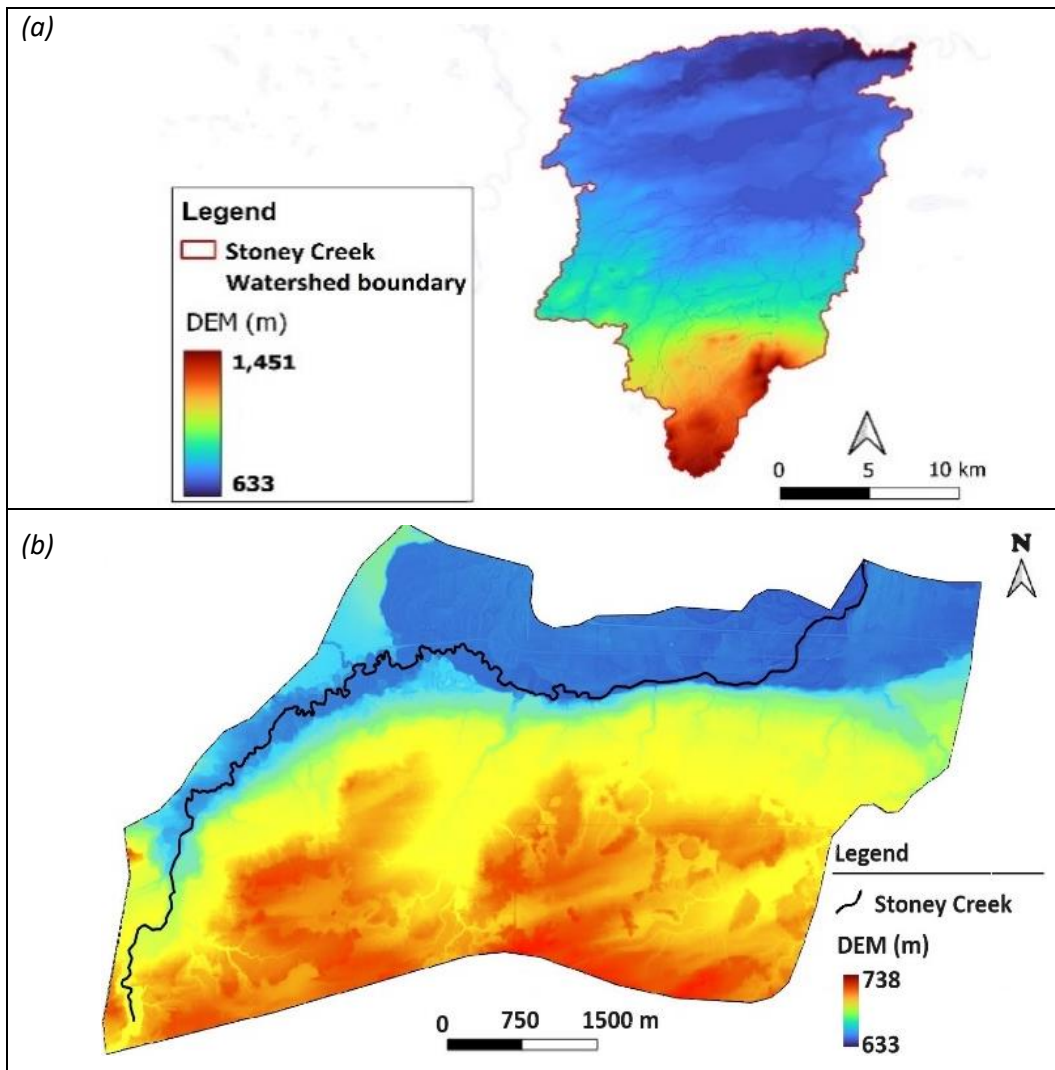 (a)
Legend
Stoney Creek
Watershed boundary
DEM (m)
1,451
633
0 5 10 km
(b)
N
Legend
Stoney Creek
DEM (m)
738
633
0 750 1500 m